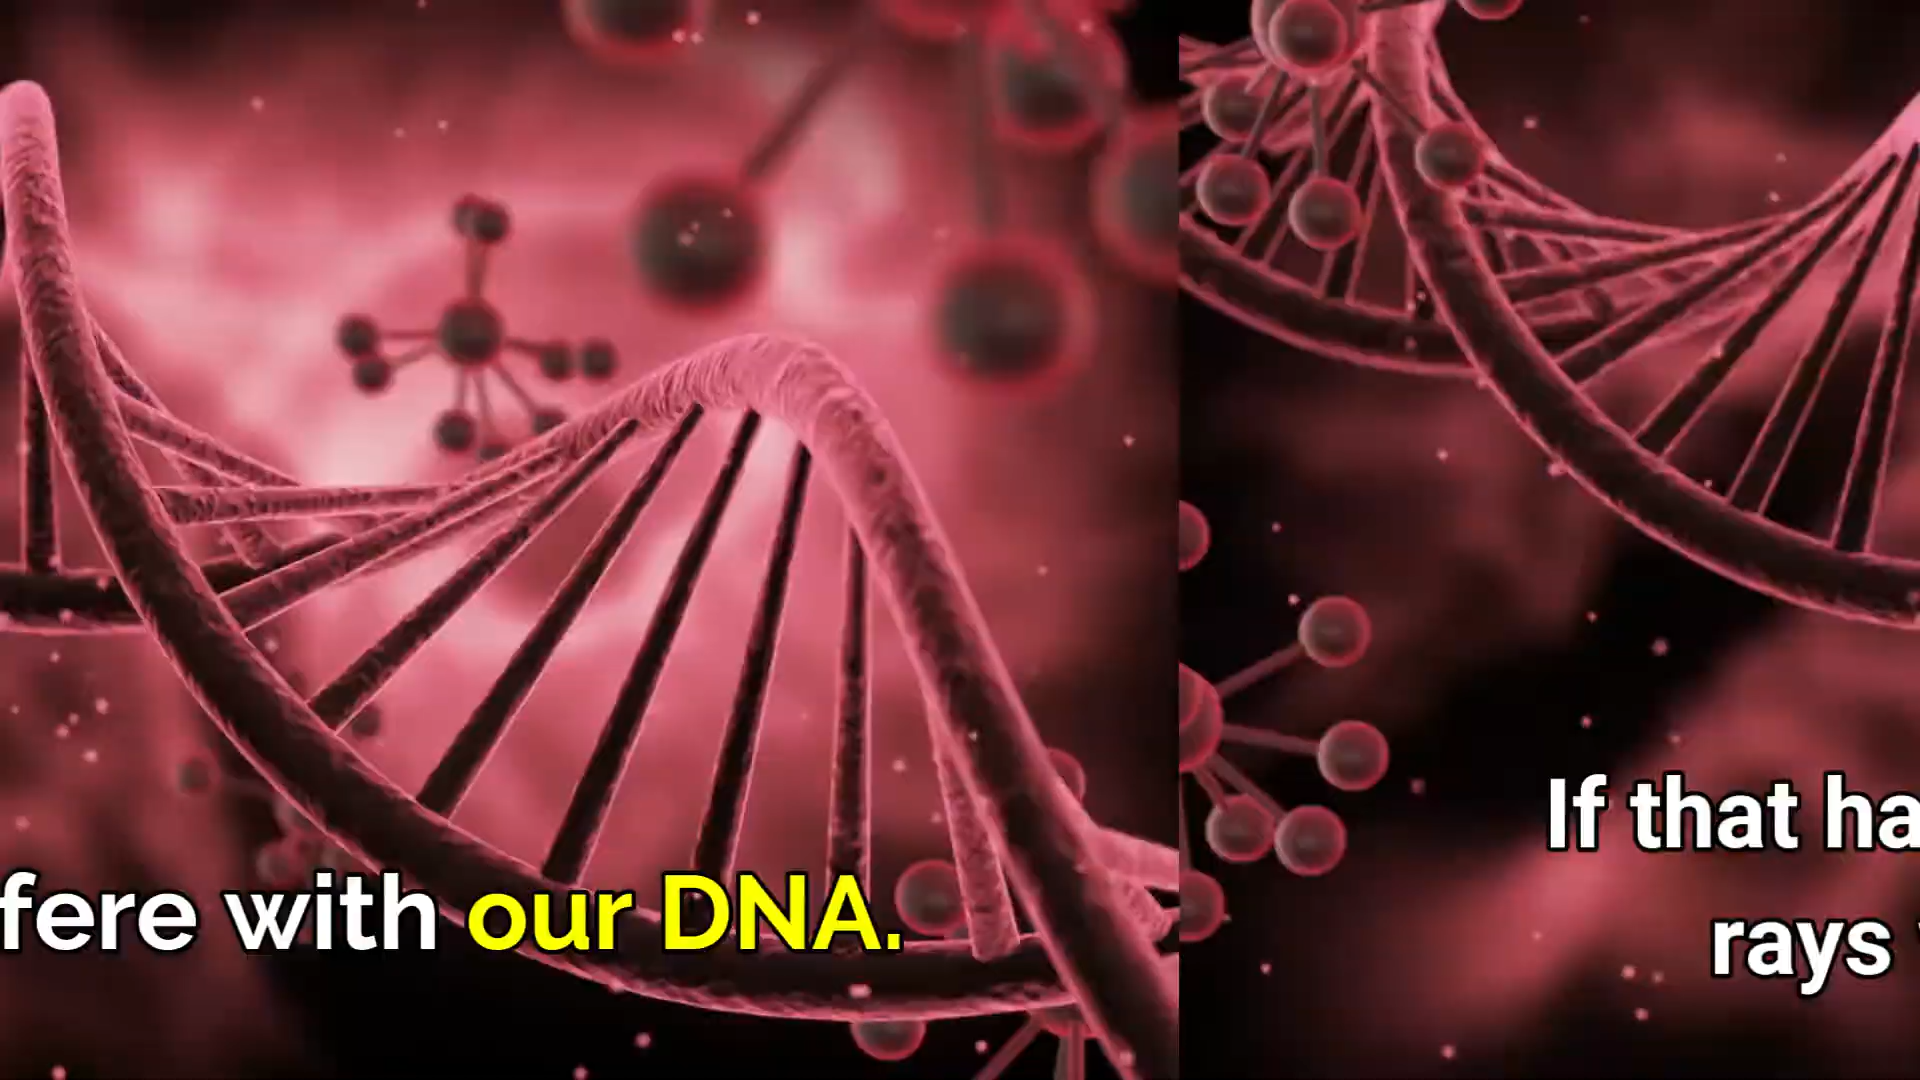 fere with our DNA.
If that ha
rays